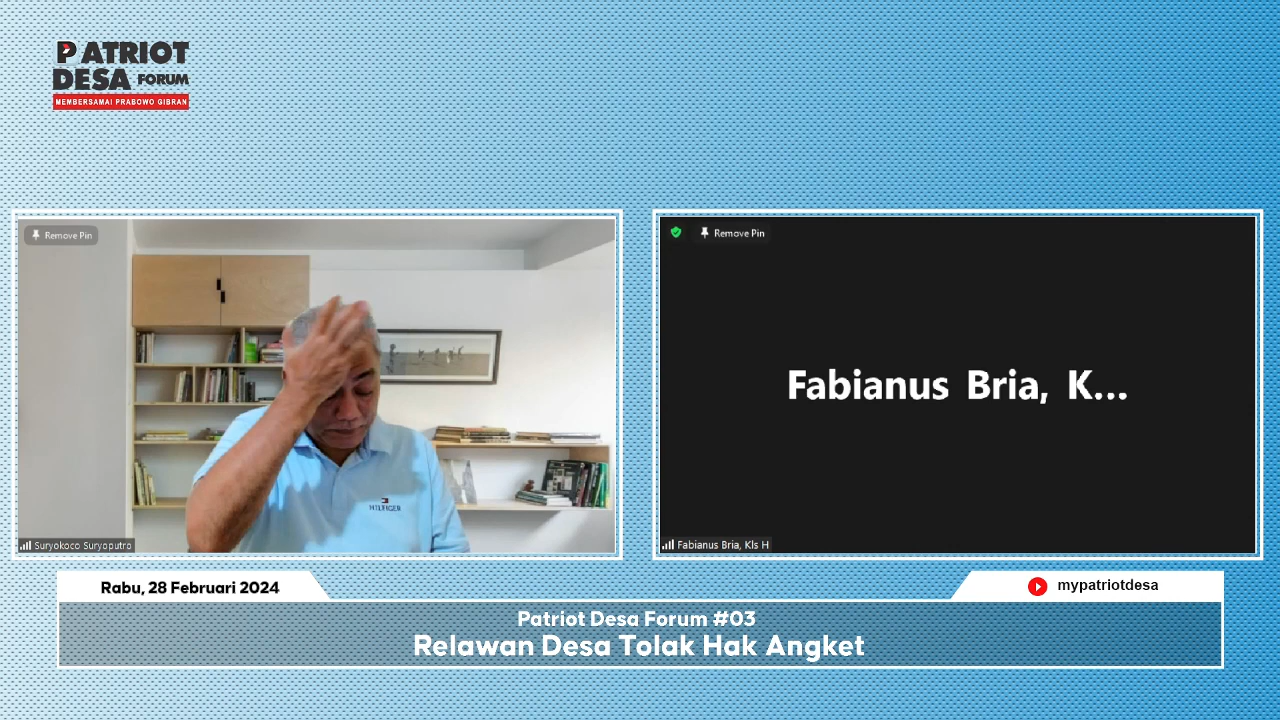 PATRIOT
DESA FORUM
MEMBERSAMAI PRABOWO GIBRAN
Remove Pin
HILFIGER
Suryokoco Suryoputro
Remove Pin
Fabianus Bria, K...
Fabianus Bria, Kls H
Rabu, 28 Februari 2024
mypatriotdesa
Patriot Desa Forum #03
Relawan Desa Tolak Hak Angket